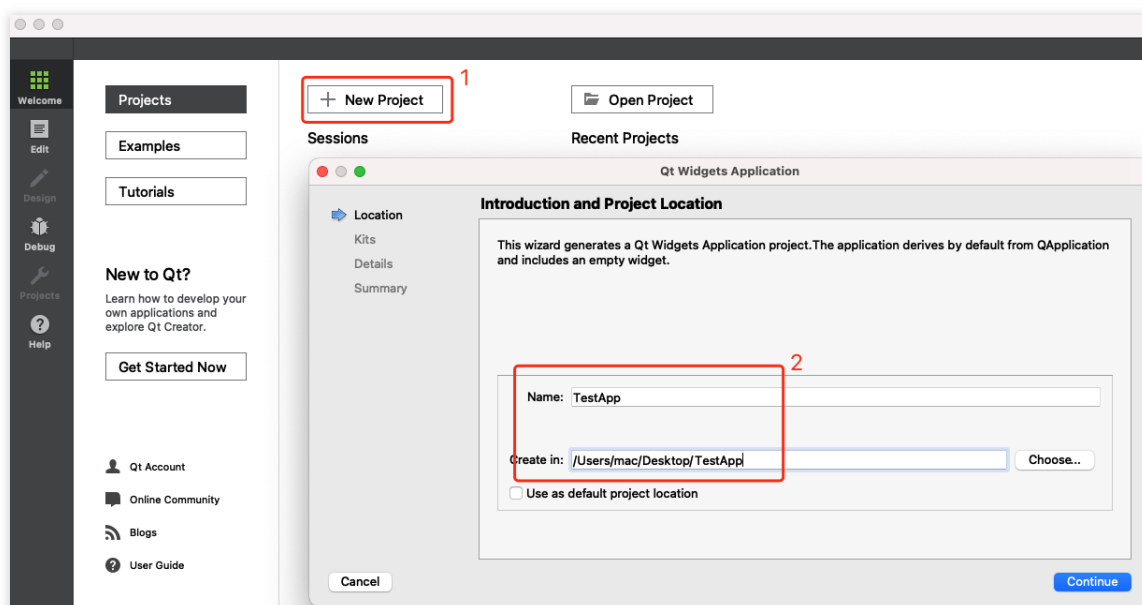 1
Welcome
Edit
Design
Debug
Projects
Help
Projects
Examples
Tutorials
New to Qt?
Learn how to develop your
own applications and
explore Qt Creator.
Get Started Now
Qt Account
Online Community
Blogs
User Guide
New Project
Open Project
Sessions
Recent Projects
Qt Widgets Application
Location
Kits
Details
Summary
Introduction and Project Location
This wizard generates a Qt Widgets Application project.The application derives by default from QApplication
and includes an empty widget.
2
Name: TestApp
Create in: /Users/mac/Desktop/TestApp
Choose...
Use as default project location
Cancel
Continue